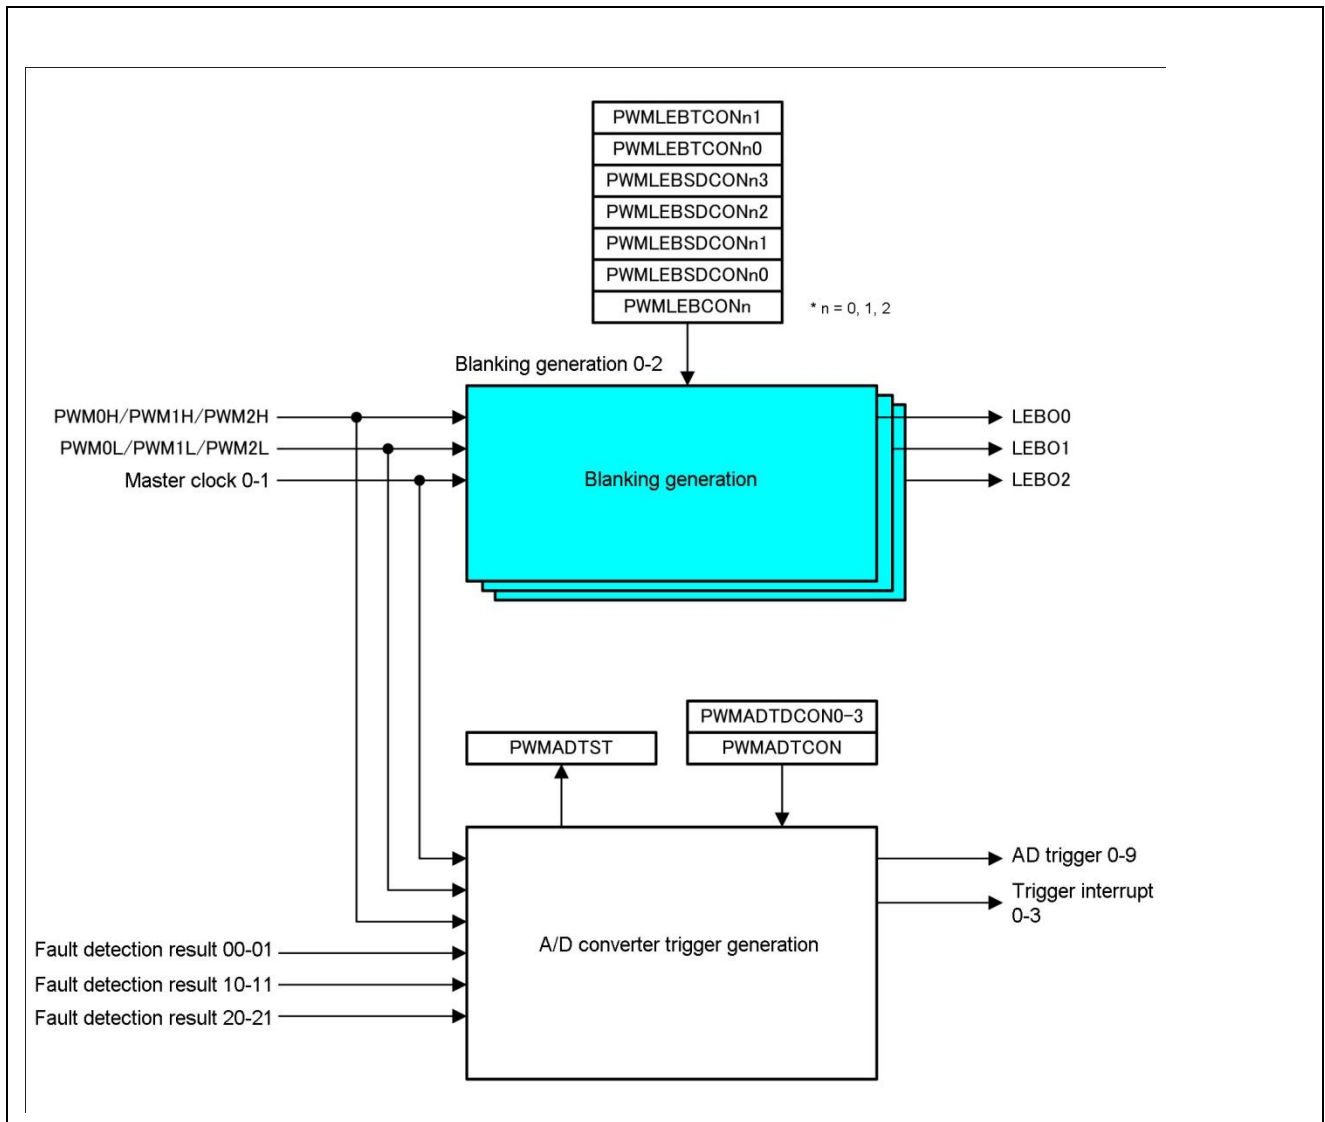 PWMLEBTCONn1
PWMLEBTCONn0
PWMLEBSDCONn3
PWMLEBSDCONn2
PWMLEBSDCONn1
PWMLEBSDCONn0
PWMLEBCONn
* n = 0, 1, 2
Blanking generation 0-2
PWM0H/PWM1H/PWM2H
PWM0L/PWM1L/PWM2L
Master clock 0-1
Blanking generation
LEBO0
LEBO1
LEBO2
PWMADTDCON0-3
PWMADTST
PWMADTCON
AD trigger 0-9
Trigger interrupt
0-3
A/D converter trigger generation
Fault detection result 00-01
Fault detection result 10-11
Fault detection result 20-21